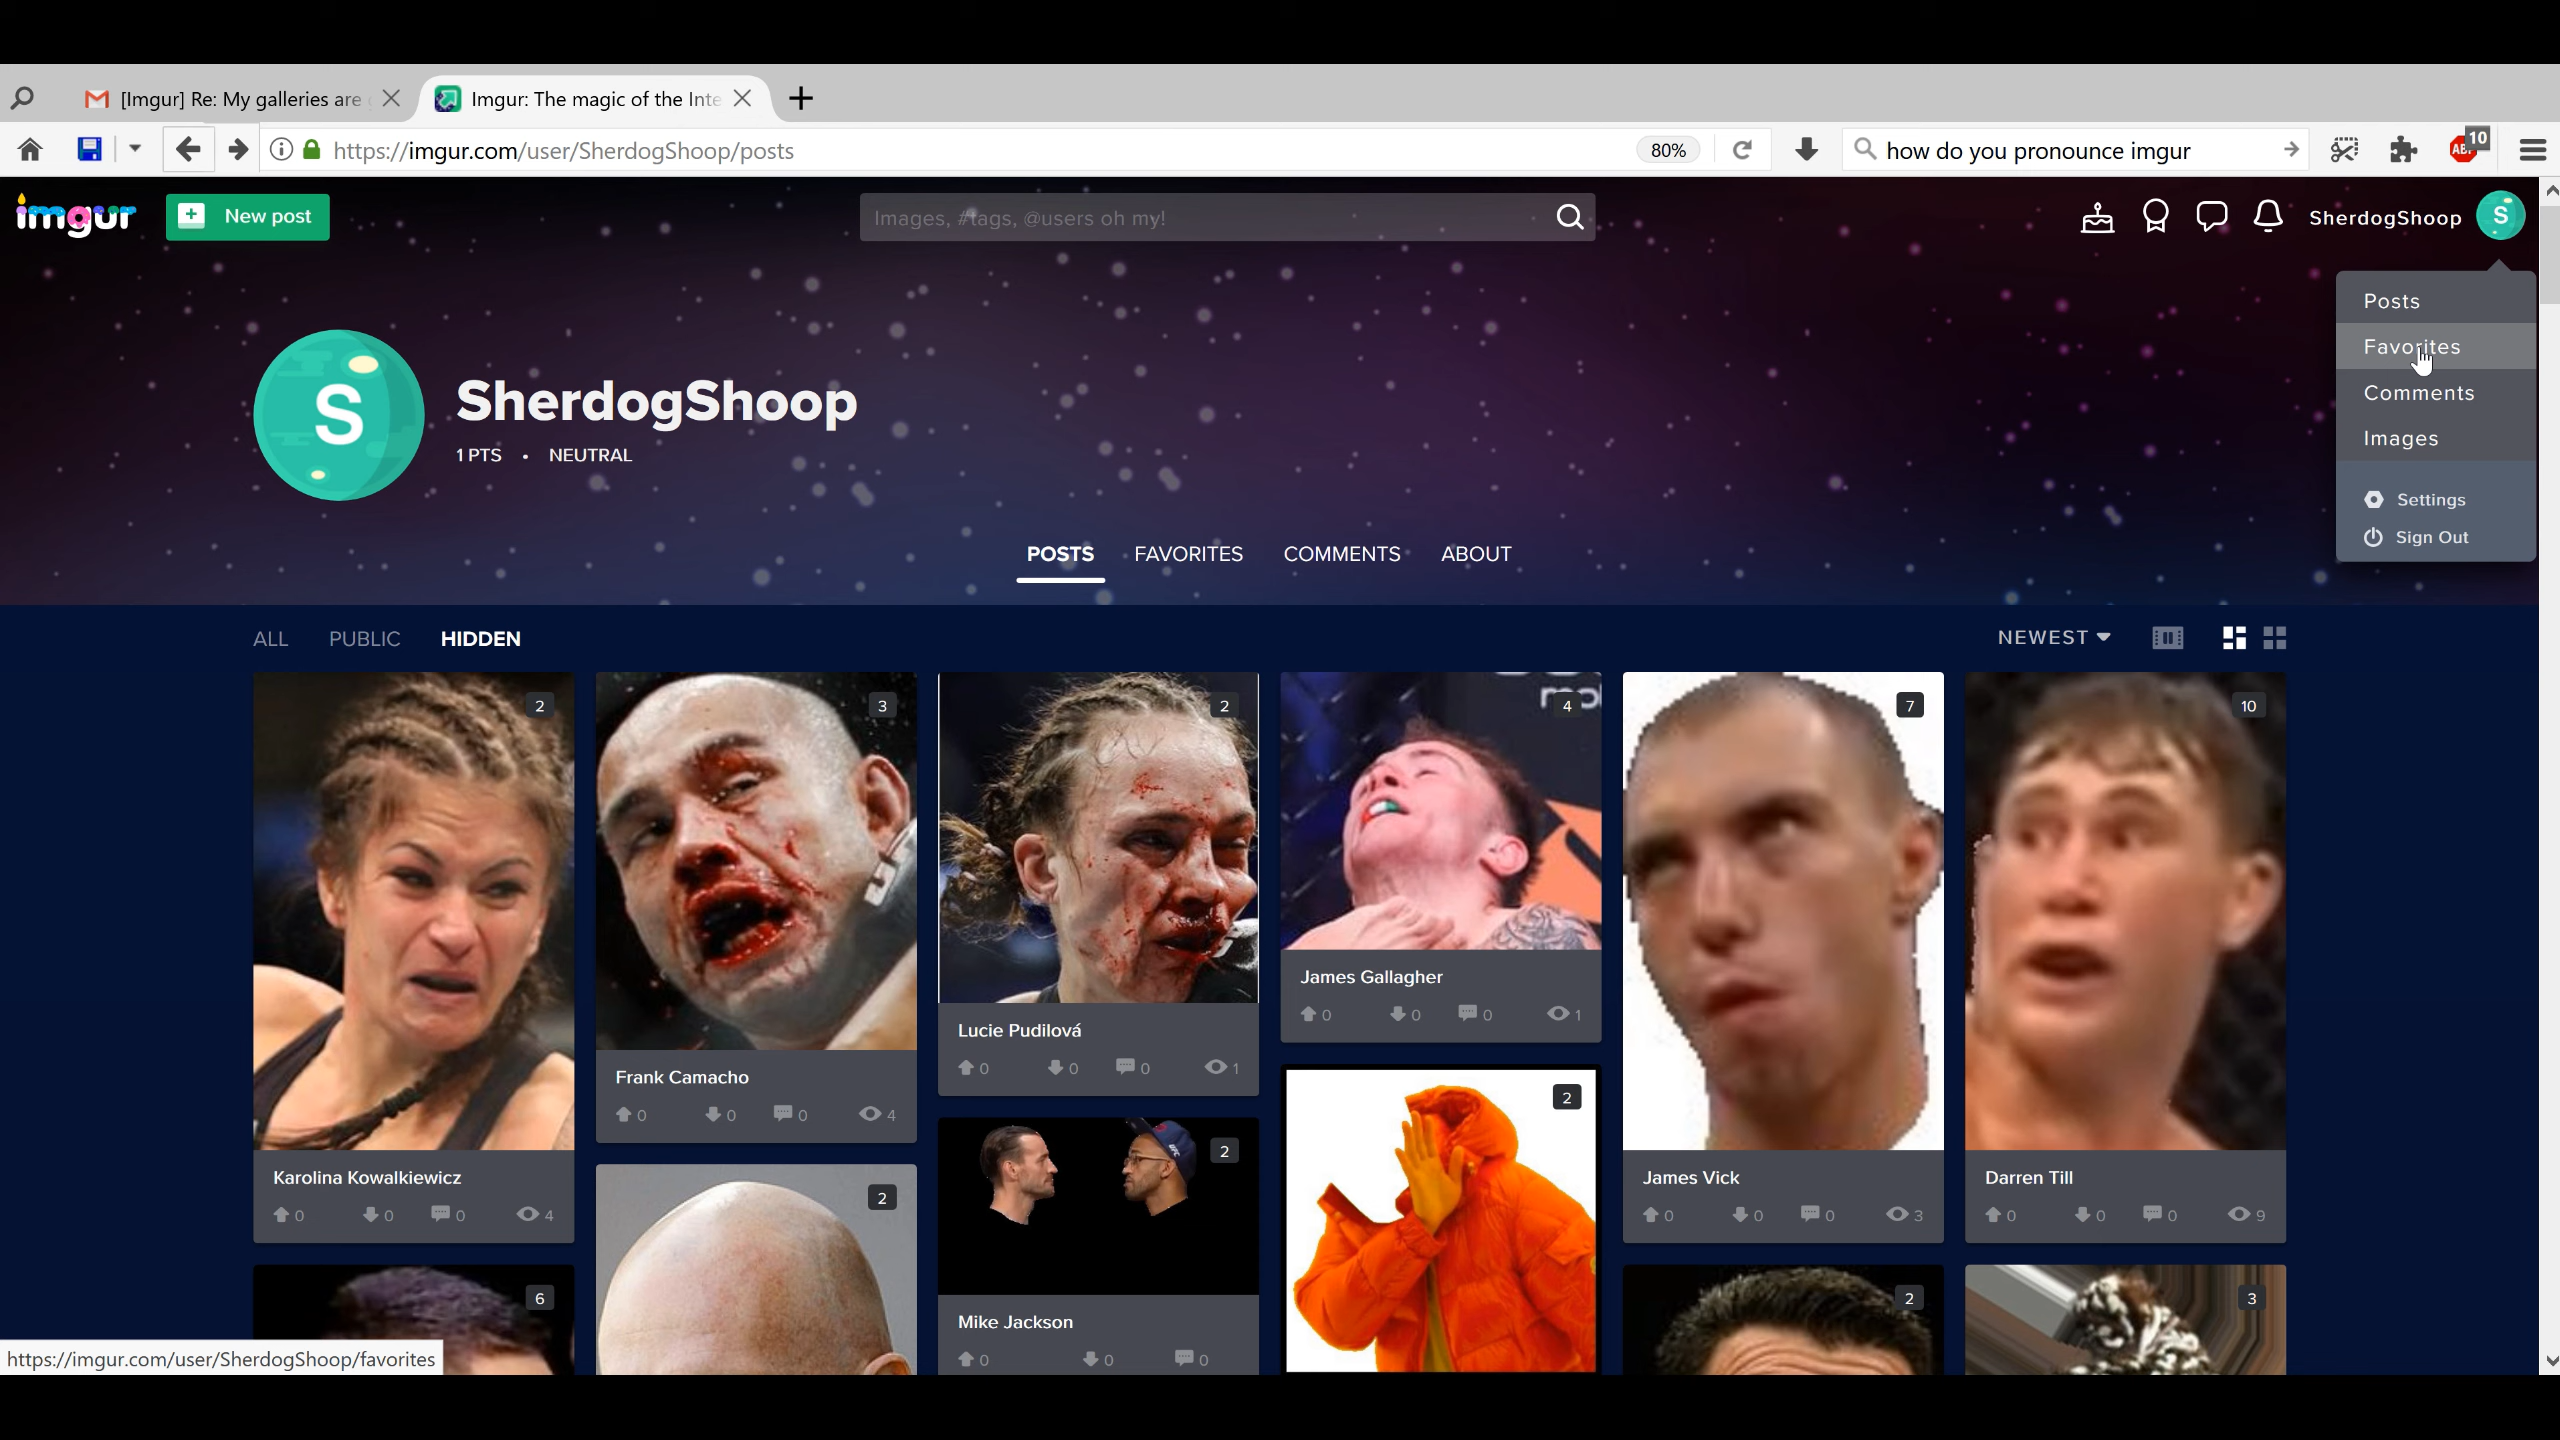 [Imgur] Re: My galleries are
Imgur: The magic of the Inte
https://imgur.com/user/SherdogShoop/posts
80%
how do you pronounce imgur
ABP
10
imgur
New post
Images, #tags, @users oh my!
SherdogShoop
S
Posts
Favorites
Comments
Images
Settings
Sign Out
S
SherdogShoop
1 PTS • NEUTRAL
POSTS FAVORITES COMMENTS ABOUT
ALL PUBLIC HIDDEN
NEWEST
2
3
2
4
7
10
James Gallagher
0 0 0 1
Lucie Pudilová
0 0 0 1
Frank Camacho
0 0 0 4
Karolina Kowalkiewicz
0 0 0 4
James Vick
0 0 0 3
Darren Till
0 0 0 9
2
2
2
6
2
3
Mike Jackson
0 0 0
https://imgur.com/user/SherdogShoop/favorites